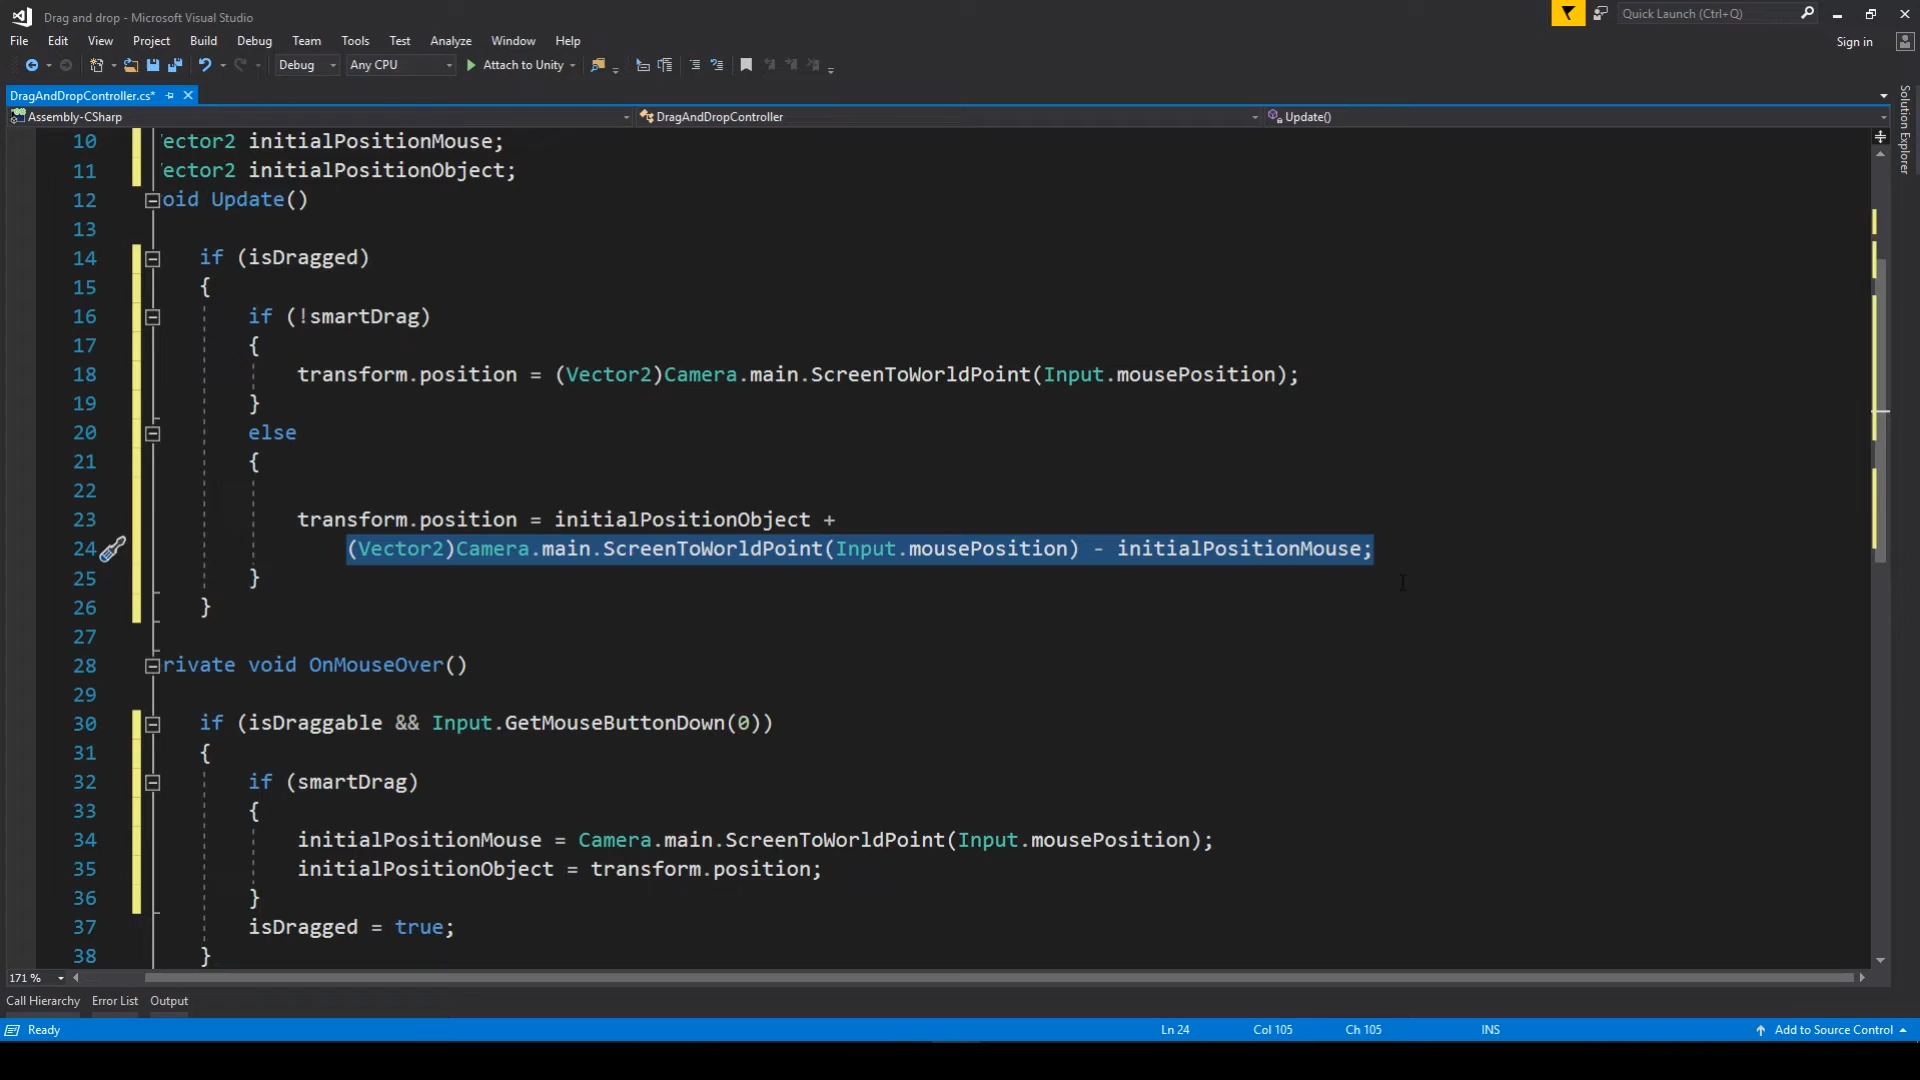 Drag and drop - Microsoft Visual Studio
Quick Launch (Ctrl+Q)
File Edit View Project Build Debug Team Tools Test Analyze Window Help
Sign in
Debug Any CPU Attach to Unity
DragAndDropController.cs*
Assembly-CSharp DragAndDropController Update()
Solution Explorer
10 ector2 initialPositionMouse;
11 ector2 initialPositionObject;
12 oid Update()
13
14 if (isDragged)
15 {
16 if (!smartDrag)
17 {
18 transform.position = (Vector2)Camera.main.ScreenToWorldPoint(Input.mousePosition);
19 }
20 else
21 {
22
23 transform.position = initialPositionObject +
24 (Vector2)Camera.main.ScreenToWorldPoint(Input.mousePosition) - initialPositionMouse;
25 }
26 }
27
28 rivate void OnMouseOver()
29
30 if (isDraggable && Input.GetMouseButtonDown(0))
31 {
32 if (smartDrag)
33 {
34 initialPositionMouse = Camera.main.ScreenToWorldPoint(Input.mousePosition);
35 initialPositionObject = transform.position;
36 }
37 isDragged = true;
38 }
171 %
Call Hierarchy Error List Output
Ready Ln 24 Col 105 Ch 105 INS Add to Source Control